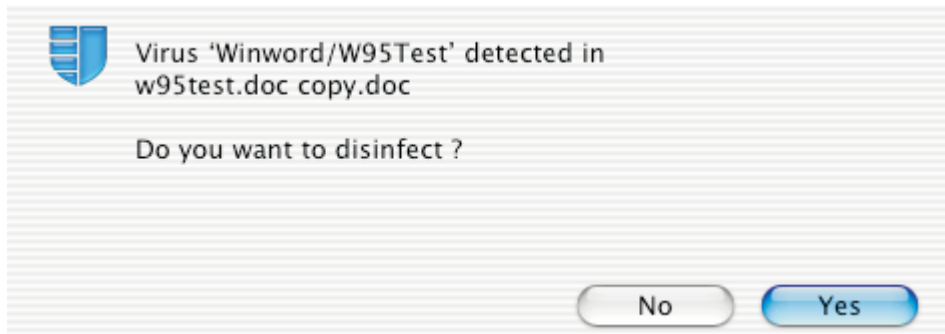 Virus ‘Winword/W95Test’ detected in
w95test.doc copy.doc
Do you want to disinfect ?
No
Yes